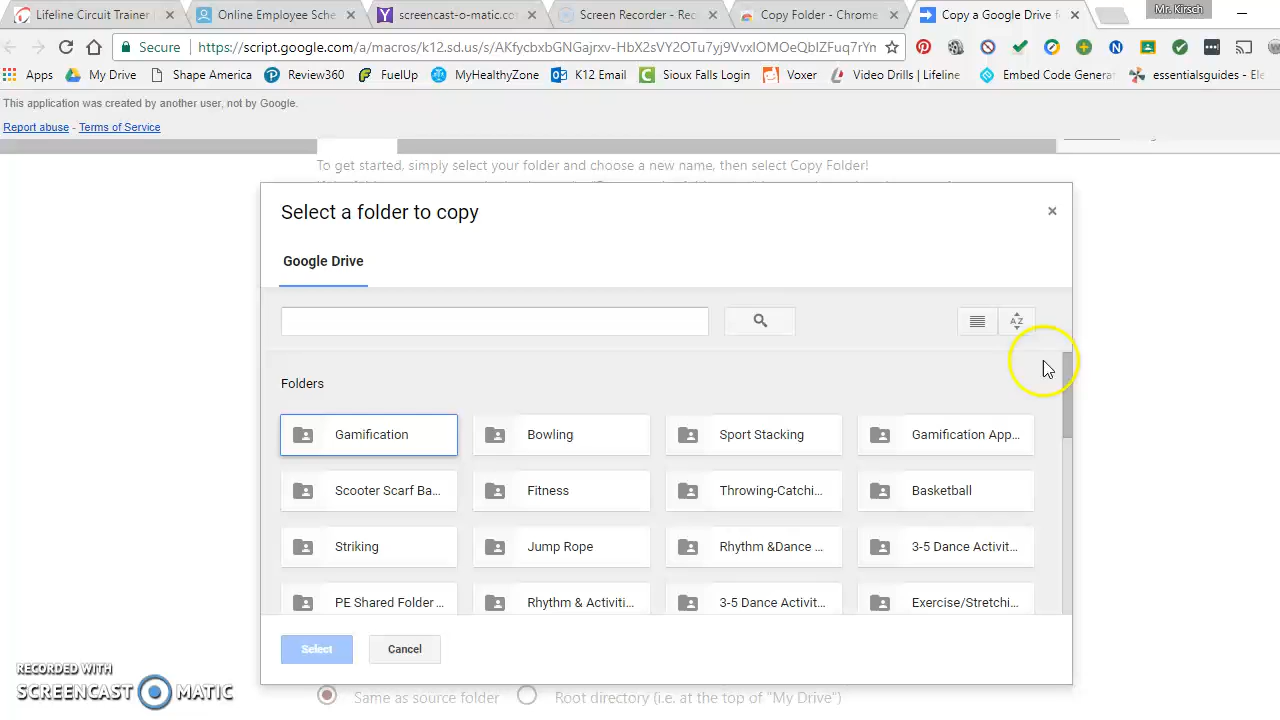 Mr. Kirsch
Lifeline Circuit Trainer
Online Employee Sche
screencast-o-matic.co
Screen Recorder - Rec
Copy Folder - Chrome
Copy a Google Drive f
Secure
https://script.google.com/a/macros/k12.sd.us/s/
Apps
My Drive
Shape America
Review360
FuelUp
MyHealthyZone
K12 Email
Sioux Falls Login
Voxer
Video Drills | Lifeline
Embed Code Genera
essentialsguides - Ele
This application was created by another user, not by Google.
Report abuse - Terms of Service
To get started, simply select your folder and choose a new name, then select Copy Folder!
Select a folder to copy
×
Google Drive
AZ
Folders
Gamification
Bowling
Sport Stacking
Gamification App...
Scooter Scarf Ba...
Fitness
Throwing-Catchi...
Basketball
Striking
Jump Rope
Rhythm &Dance ...
3-5 Dance Activit...
PE Shared Folder ...
Rhythm & Activiti...
3-5 Dance Activit...
Exercise/Stretchi...
Select
Cancel
Same as source folder
Root directory (i.e. at the top of "My Drive")
RECORDED WITH
SCREENCAST MATIC